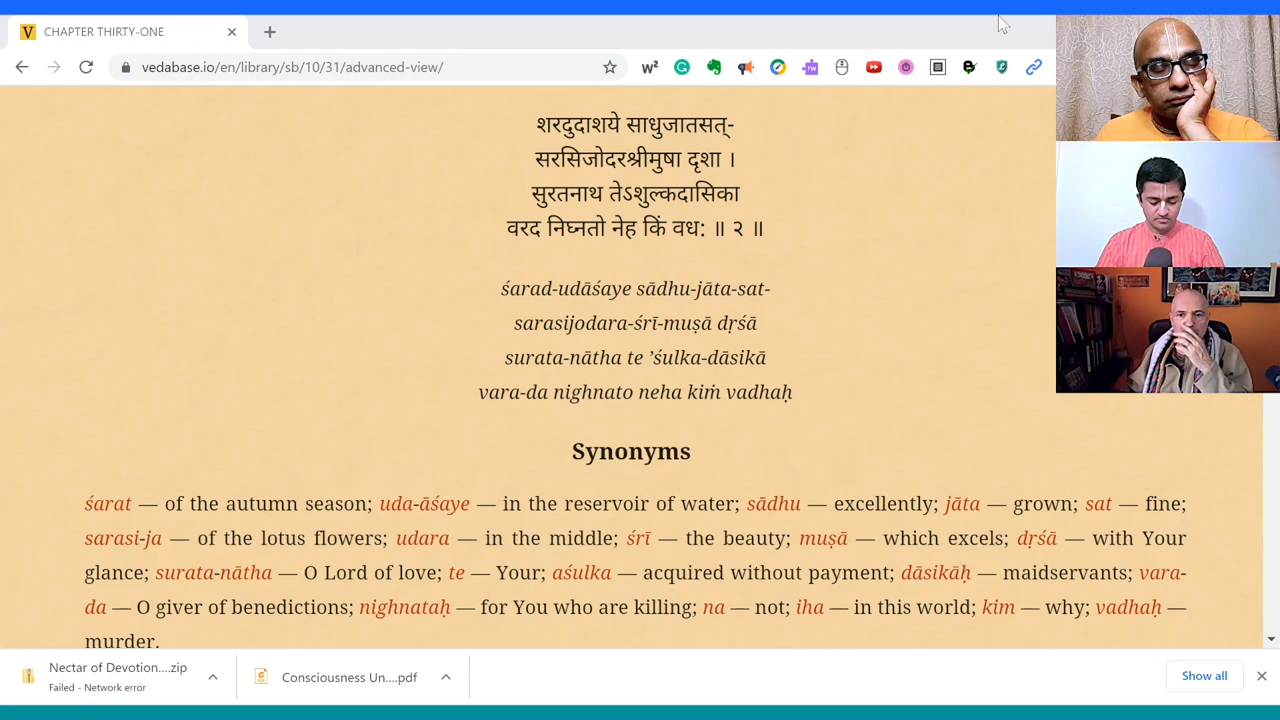 CHAPTER THIRTY-ONE
vedabase.io/en/library/sb/10/31/advanced-view/
शरदुदाशये साधुजातसत्-
सरसिजोदरश्रीमुषा द‍ृशा ।
सुरतनाथ तेऽशुल्कदासिका
वरद निघ्नतो नेह किं वध: ॥ २ ॥
śarad-udāśaye sādhu-jāta-sat-
sarasijodara-śrī-muṣā dṛśā
surata-nātha te ’śulka-dāsikā
vara-da nighnato neha kiṁ vadhaḥ
Synonyms
śarat — of the autumn season; uda-āśaye — in the reservoir of water; sādhu — excellently; jāta — grown; sat — fine;
sarasi-ja — of the lotus flowers; udara — in the middle; śrī — the beauty; muṣā — which excels; dṛśā — with Your
glance; surata-nātha — O Lord of love; te — Your; aśulka — acquired without payment; dāsikāḥ — maidservants; vara-
da — O giver of benedictions; nighnataḥ — for You who are killing; na — not; iha — in this world; kim — why; vadhaḥ —
murder.
Nectar of Devotion....zip
Failed - Network error
Consciousness Un....pdf
Show all